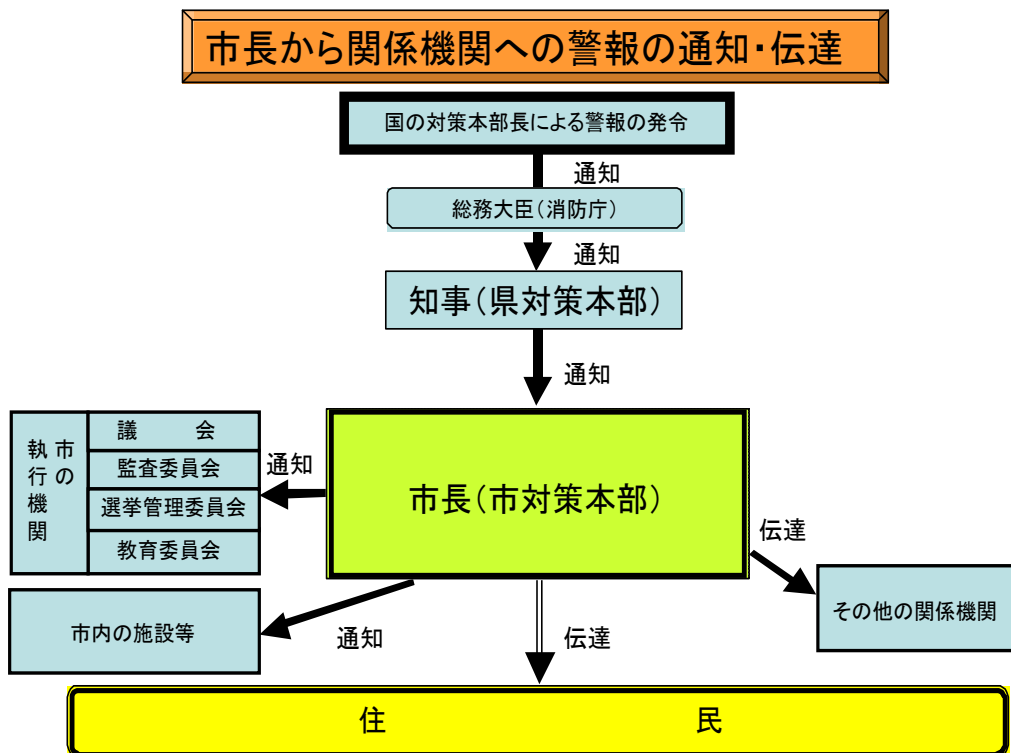 市長から関係機関への警報の通知・伝達
国の対策本部長による警報の発令
通知
総務大臣(消防庁)
通知
知事(県対策本部)
通知
市の
執行機関
議 会
監査委員会
選挙管理委員会
教育委員会
通知
市長(市対策本部)
伝達
その他の関係機関
市内の施設等
通知
伝達
住 民